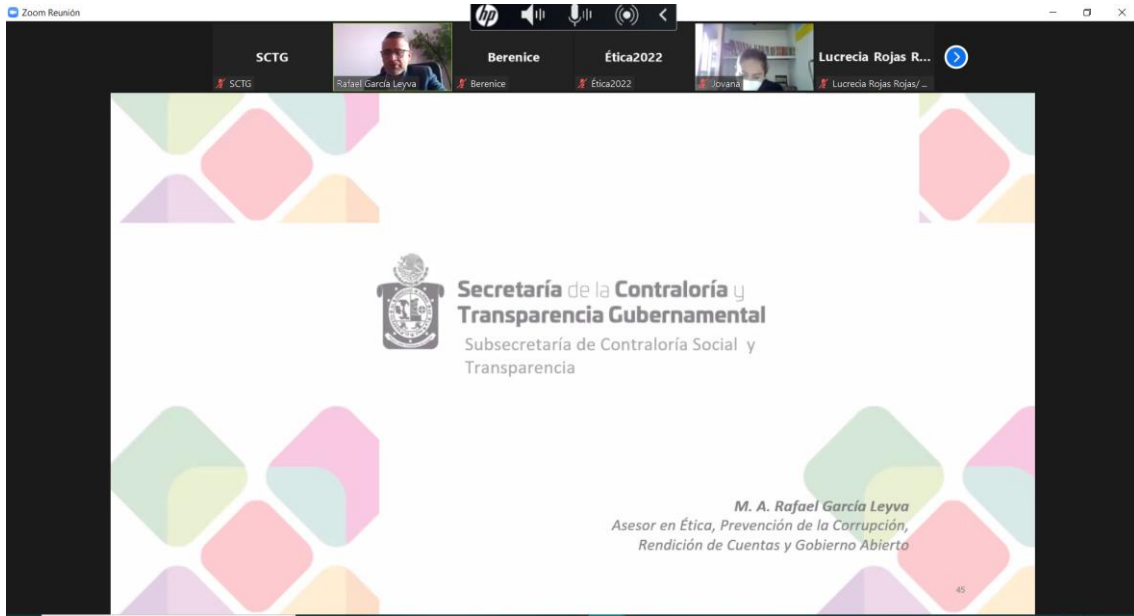 Zoom Reunión
hp
SCTG
Berenice
Ética2022
Lucrecia Rojas R...
SCTG
Rafael García Leyva
Berenice
Ética2022
Jovana
Lucrecia Rojas Rojas/ ...
Secretaría de la Contraloría y
Transparencia Gubernamental
Subsecretaría de Contraloría Social y
Transparencia
M. A. Rafael García Leyva
Asesor en Ética, Prevención de la Corrupción,
Rendición de Cuentas y Gobierno Abierto
45